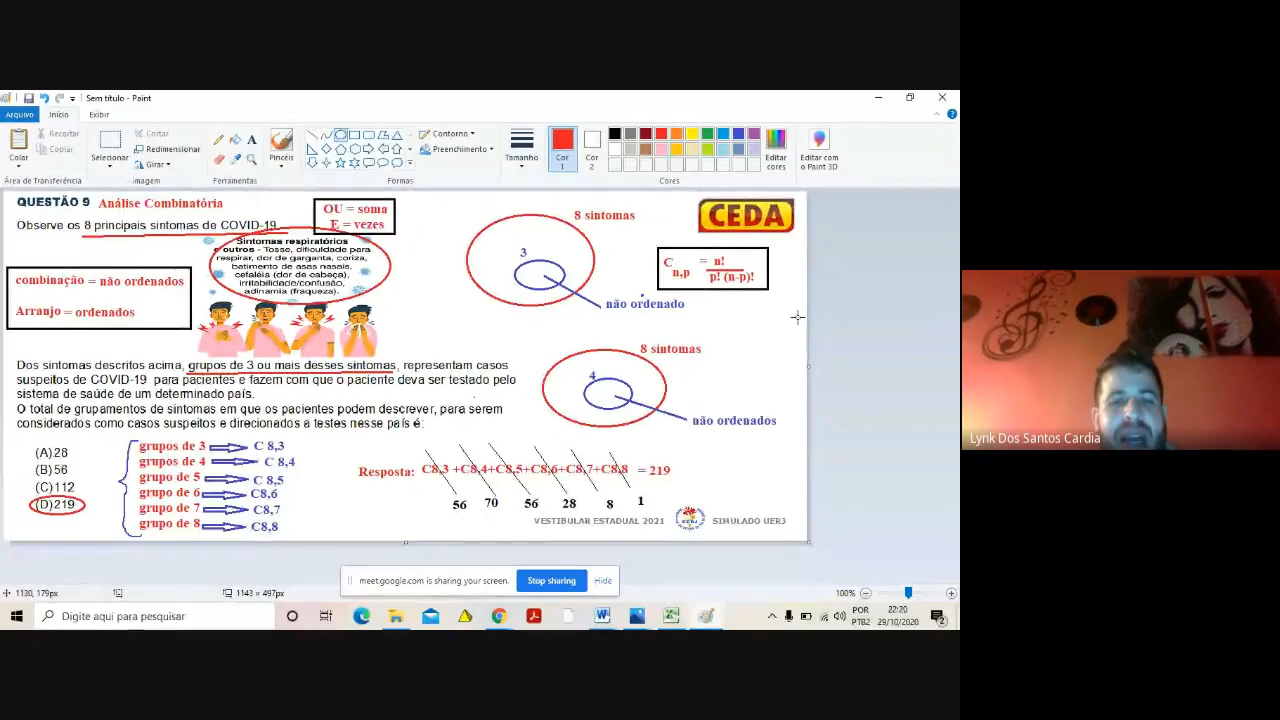 Sem título - Paint
Arquivo Início Exibir
Colar
Recortar
Copiar
Área de Transferência
Selecionar
Cortar
Redimensionar
Girar
Imagem
Ferramentas
Pincéis
Contorno
Preenchimento
Formas
Tamanho
Cor
1
Cor
2
Editar
cores
Editar com
o Paint 3D
Cores
QUESTÃO 9 Análise Combinatória
Observe os 8 principais sintomas de COVID-19.
OU = soma
E = vezes
Sintomas respiratórios
e outros - Tosse, dificuldade para
respirar, dor de garganta, coriza,
batimento de asas nasais,
cefaléia (dor de cabeça),
irritabilidade/confusão,
adinamia (fraqueza).
combinação = não ordenados
Arranjo = ordenados
8 sintomas
3
não ordenado
CEDA
C n,p = n!
p! (n-p)!
8 sintomas
4
não ordenados
Dos sintomas descritos acima, grupos de 3 ou mais desses sintomas, representam casos
suspeitos de COVID-19 para pacientes e fazem com que o paciente deva ser testado pelo
sistema de saúde de um determinado país.
O total de grupamentos de sintomas em que os pacientes podem descrever, para serem
considerados como casos suspeitos e direcionados a testes nesse país é:
(A) 28
(B) 56
(C) 112
(D) 219
grupos de 3 C 8,3
grupos de 4 C 8,4
grupos de 5 C 8,5
grupo de 6 C8,6
grupo de 7 C8,7
grupo de 8 C8,8
Resposta: C8,3 +C8,4+C8,5+C8,6+C8,7+C8,8 = 219
56 70 56 28 8 1
VESTIBULAR ESTADUAL 2021 UERJ SIMULADO UERJ
meet.google.com is sharing your screen. Stop sharing Hide
1130, 179px
1143 × 497px
100%
Digite aqui para pesquisar
POR
PTB2
22:20
29/10/2020
2
Lynk Dos Santos Cardia